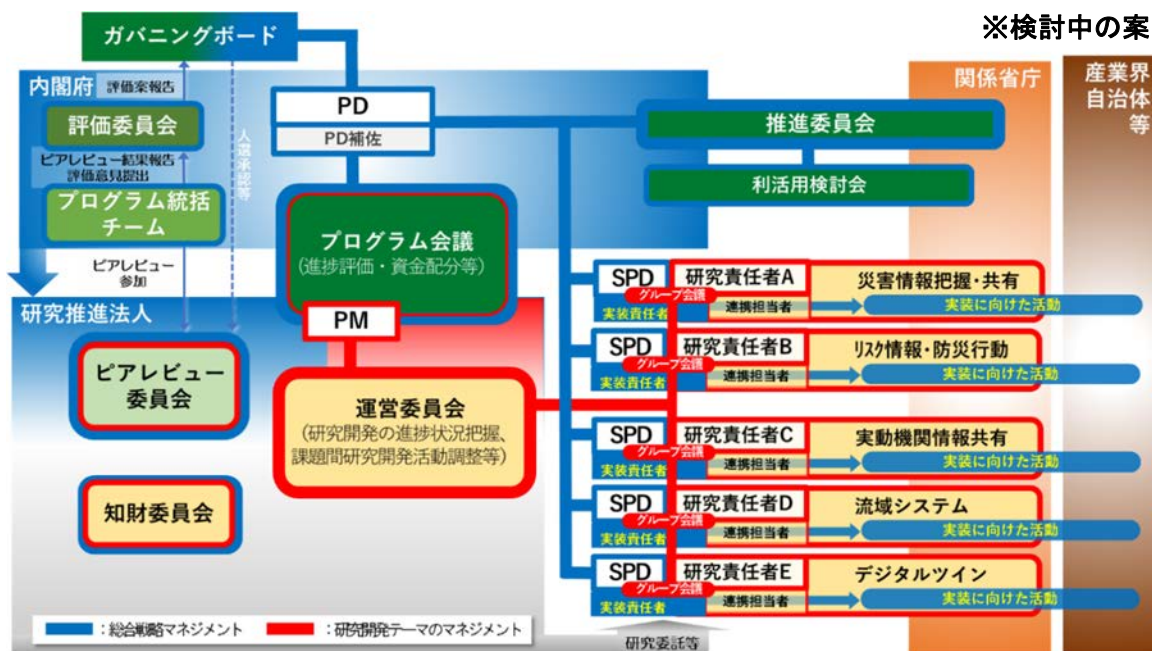 ※検討中の案
ガバニングボード
内閣府
評価案報告
評価委員会
ピアレビュー結果報告
評価意見提出
プログラム統括
チーム
人選承認等
ピアレビュー
参加
PD
PD補佐
プログラム会議
(進捗評価・資金配分等)
推進委員会
利活用検討会
関係省庁
産業界
自治体
等
研究推進法人
PM
ピアレビュー
委員会
運営委員会
(研究開発の進捗状況把握、
課題間研究開発活動調整等)
知財委員会
SPD
研究責任者A
災害情報把握・共有
グループ会議
実装責任者
連携担当者
実装に向けた活動
SPD
研究責任者B
リスク情報・防災行動
グループ会議
実装責任者
連携担当者
実装に向けた活動
SPD
研究責任者C
実動機関情報共有
グループ会議
実装責任者
連携担当者
実装に向けた活動
SPD
研究責任者D
流域システム
グループ会議
実装責任者
連携担当者
実装に向けた活動
SPD
研究責任者E
デジタルツイン
グループ会議
実装責任者
連携担当者
実装に向けた活動
：総合戦略マネジメント
：研究開発テーマのマネジメント
研究委託等